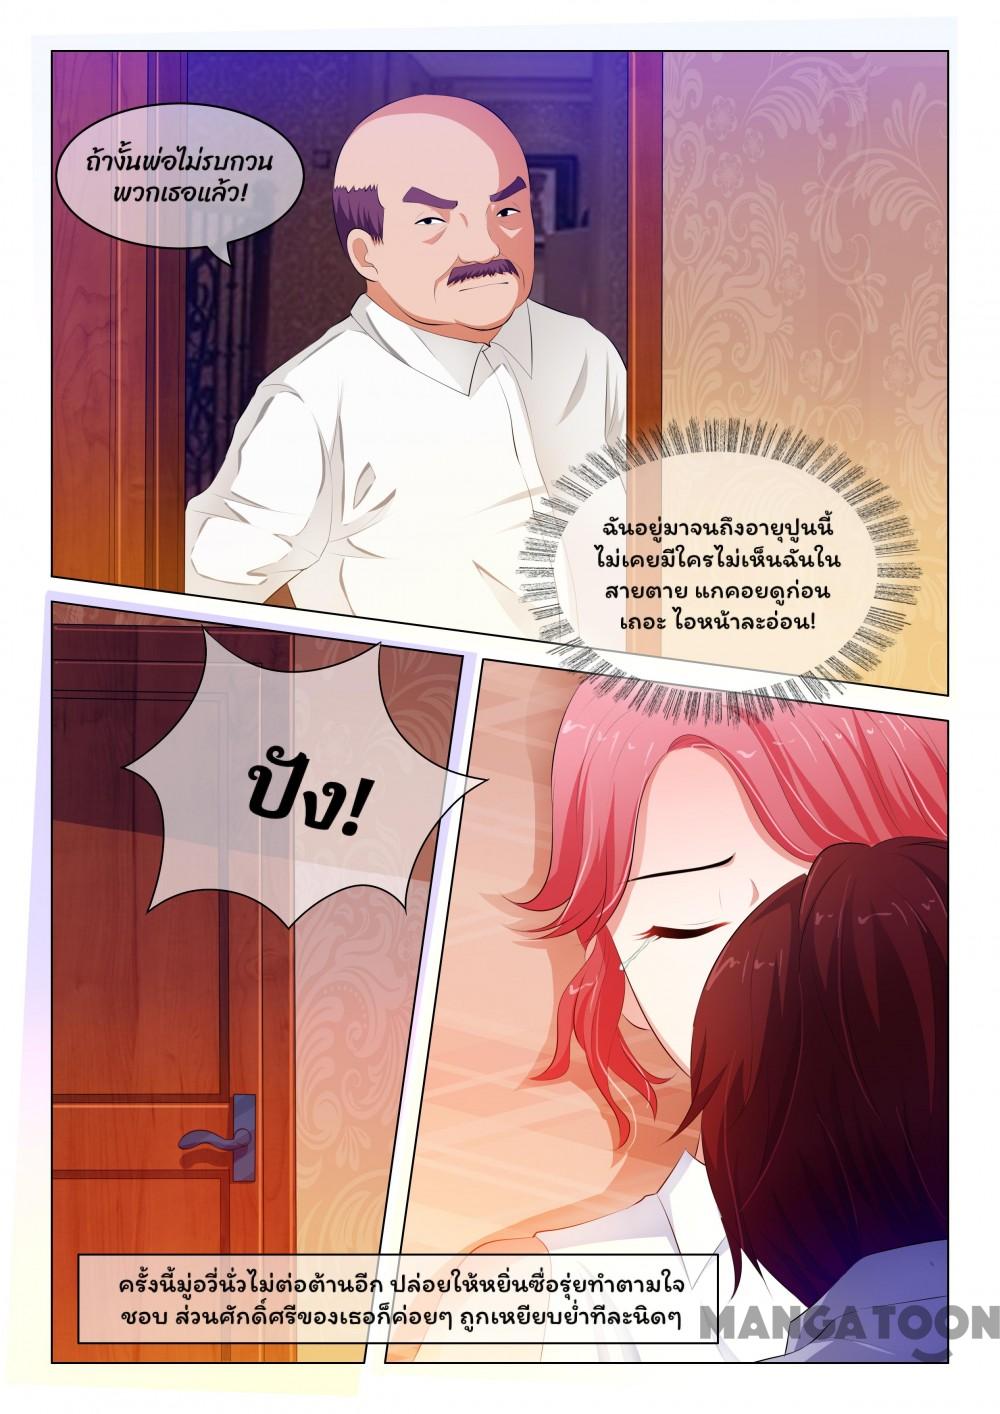 ถ้างั้นพ่อไม่รบกวน
พวกเธอแล้ว!
ฉันอยู่มาจนถึงอายุปูนนี้
ไม่เคยมีใครไม่เห็นฉันใน
สายตาย แกคอยดูก่อน
เถอะ ไอหน้าละอ่อน!
ปัง!
ครั้งนี้มู่อวี่นั่วไม่ต่อต้านอีก ปล่อยให้หยิ่นซื่อรุ่ยทำตามใจ
ชอบ ส่วนศักดิ์ศรีของเธอก็ค่อยๆ ถูกเหยียบย่ำทีละนิดๆ
MANGATOON